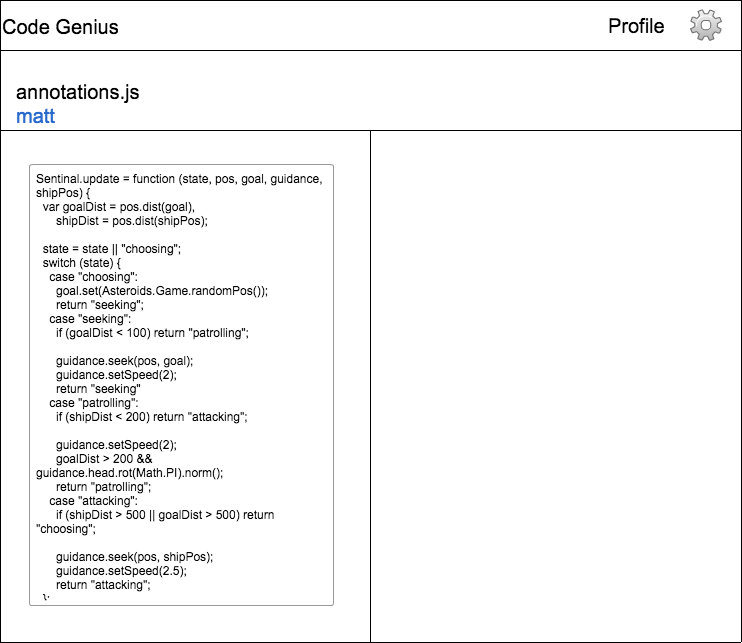 Code Genius
Profile
annotations.js
matt
Sentinal.update = function (state, pos, goal, guidance,
shipPos) {
  var goalDist = pos.dist(goal),
      shipDist = pos.dist(shipPos);

  state = state || "choosing";
  switch (state) {
    case "choosing":
      goal.set(Asteroids.Game.randomPos());
      return "seeking";
    case "seeking":
      if (goalDist < 100) return "patrolling";

      guidance.seek(pos, goal);
      guidance.setSpeed(2);
      return "seeking"
    case "patrolling":
      if (shipDist < 200) return "attacking";

      guidance.setSpeed(2);
      goalDist > 200 &&
guidance.head.rot(Math.PI).norm();
      return "patrolling";
    case "attacking":
      if (shipDist > 500 || goalDist > 500) return
"choosing";

      guidance.seek(pos, shipPos);
      guidance.setSpeed(2.5);
      return "attacking";